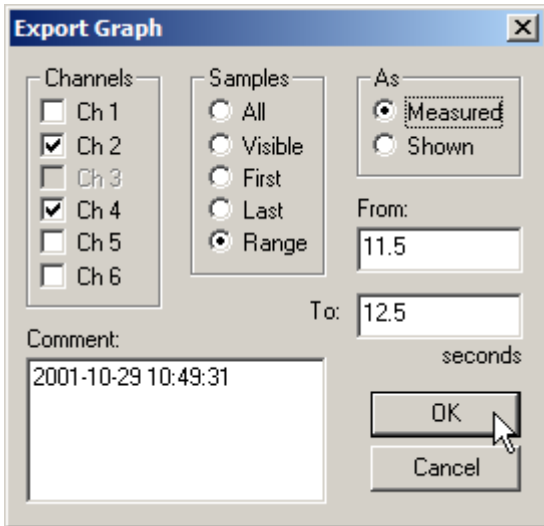 Export Graph
Channels
Ch 1
Ch 2
Ch 3
Ch 4
Ch 5
Ch 6
Samples
All
Visible
First
Last
Range
As
Measured
Shown
From:
11.5
To:
12.5
seconds
Comment:
2001-10-29 10:49:31
OK
Cancel